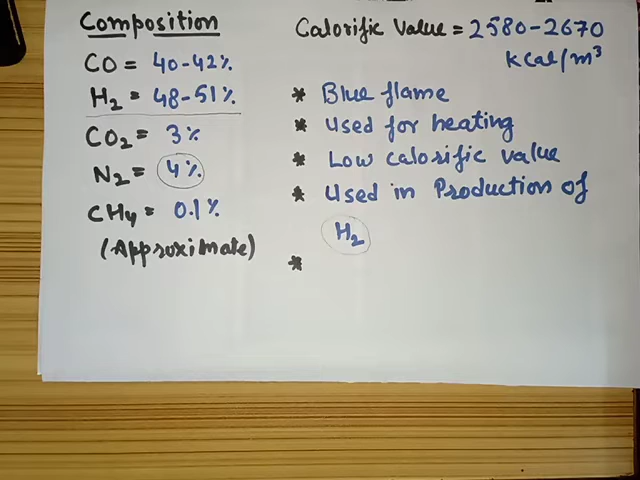 Composition
CO = 40-42%
H2 = 48-51%
CO2 = 3%
N2 = 4%
CH4 = 0.1%
(Approximate)
Calorific Value = 2580-2670
kCal/m³
* Blue flame
* Used for heating
* Low calorific value
* Used in Production of
H2
*